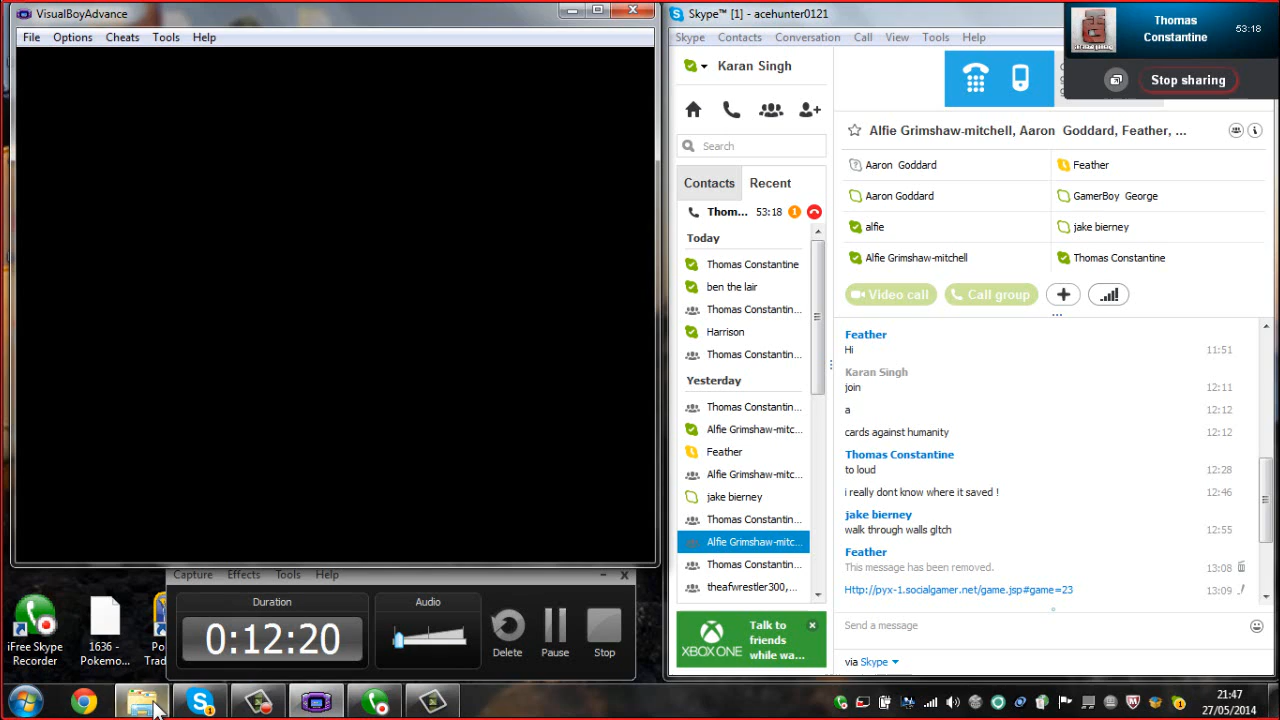 VisualBoyAdvance
File Options Cheats Tools Help
Skype™ [1] - acehunter0121
Skype Contacts Conversation Call View Tools Help
Thomas
Constantine
53:18
Stop sharing
Karan Singh
Search
Contacts Recent
Thom... 53:18 1
Today
Thomas Constantine
ben the lair
Thomas Constantin...
Harrison
Thomas Constantin...
Yesterday
Thomas Constantin...
Alfie Grimshaw-mitc...
Feather
Alfie Grimshaw-mitc...
jake bierney
Thomas Constantin...
Alfie Grimshaw-mitc...
Thomas Constantin...
theafwrestler300,...
XBOX ONE
Talk to
friends
while wa...
Alfie Grimshaw-mitchell, Aaron Goddard, Feather, ...
Aaron Goddard Feather
Aaron Goddard GamerBoy George
alfie jake bierney
Alfie Grimshaw-mitchell Thomas Constantine
Video call Call group
Feather
Hi 11:51
Karan Singh
join 12:11
a 12:12
cards against humanity 12:12
Thomas Constantine
to loud 12:28
i really dont know where it saved ! 12:46
jake bierney
walk through walls gltch 12:55
Feather
This message has been removed. 13:08
Http://pyx-1.socialgamer.net/game.jsp#game=23 13:09
Send a message
via Skype
Capture Effects Tools Help
Duration
0:12:20
Audio
Delete Pause Stop
iFree Skype
Recorder
1636 -
Pokemo...
Po
Trad
21:47
27/05/2014